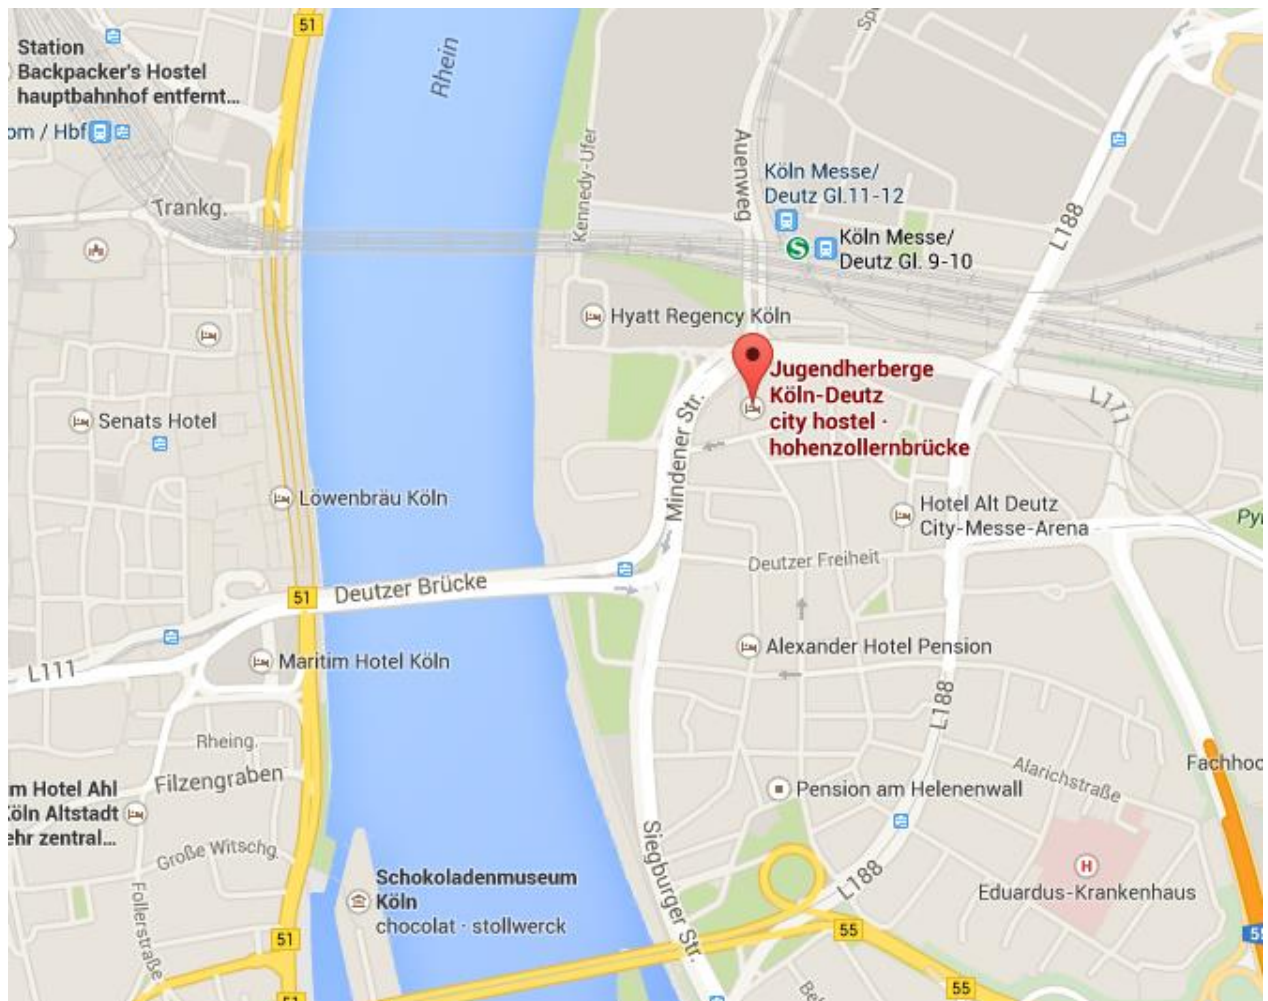 51
Station
Backpacker's Hostel
hauptbahnhof entfernt...
om / Hbf
Rhein
Trankg.
Kennedy-Ufer
Auenweg
Köln Messe/
Deutz Gl.11-12
S
Köln Messe/
Deutz Gl. 9-10
L188
Hyatt Regency Köln
Jugendherberge
Köln-Deutz
city hostel ·
hohenzollernbrücke
L171
Senats Hotel
Mindener Str.
Löwenbräu Köln
Hotel Alt Deutz
City-Messe-Arena
Deutzer Freiheit
51
Deutzer Brücke
Alexander Hotel Pension
L111
Maritim Hotel Köln
L188
Rheing.
Filzengraben
m Hotel Ahl
Köln Altstadt
ehr zentral...
Alarichstraße
Pension am Helenenwall
Große Witschg.
Follerstraße
Siegburger Str.
Schokoladenmuseum
Köln
chocolat · stollwerck
L188
H
Eduardus-Krankenhaus
51
55
55
51
55